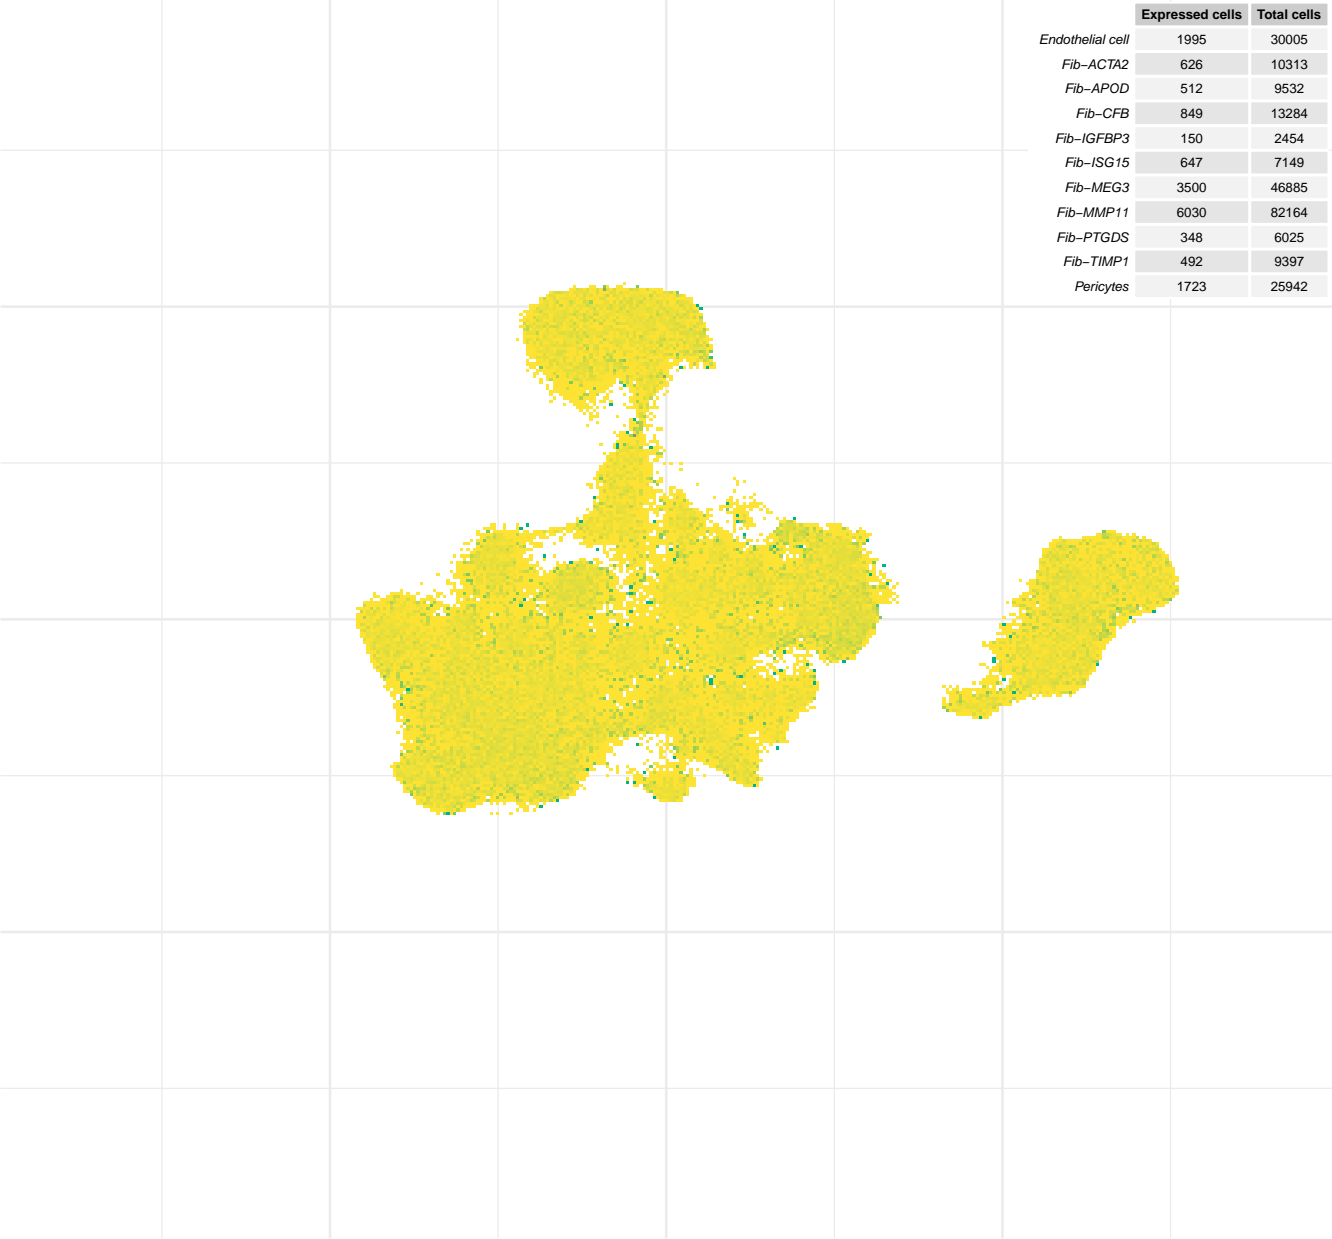 Expressed cells Total cells
Endothelial cell 1995 30005
Fib−ACTA2 626 10313
Fib−APOD 512 9532
Fib−CFB 849 13284
Fib−IGFBP3 150 2454
Fib−ISG15 647 7149
Fib−MEG3 3500 46885
Fib−MMP11 6030 82164
Fib−PTGDS 348 6025
Fib−TIMP1 492 9397
Pericytes 1723 25942